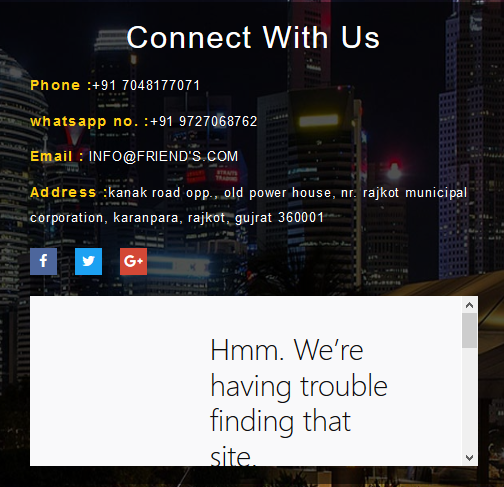 Connect With Us
Phone :+91 7048177071
whatsapp no. :+91 9727068762
Email : INFO@FRIEND'S.COM
Address :kanak road opp., old power house, nr. rajkot municipal
corporation, karanpara, rajkot, gujrat 360001
f
G+
Hmm. We’re
having trouble
finding that
site.